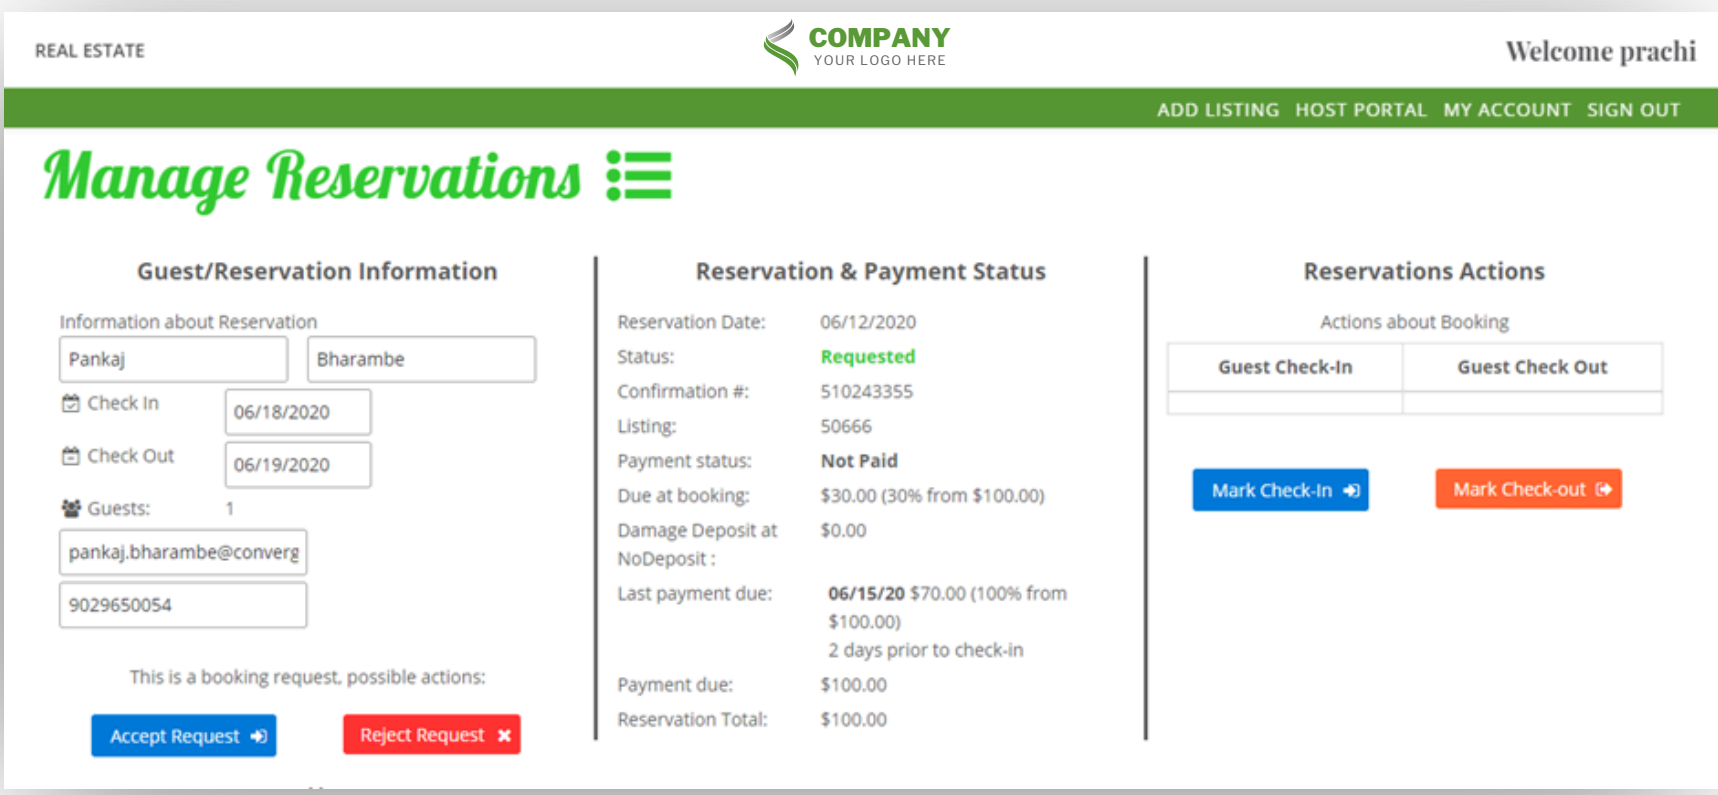 REAL ESTATE
COMPANY
YOUR LOGO HERE
Welcome prachi
ADD LISTING HOST PORTAL MY ACCOUNT SIGN OUT
Manage Reservations
Guest/Reservation Information
Information about Reservation
Pankaj Bharambe
Check In 06/18/2020
Check Out 06/19/2020
Guests: 1
pankaj.bharambe@converg
9029650054
This is a booking request, possible actions:
Accept Request Reject Request
Reservation & Payment Status
Reservation Date: 06/12/2020
Status: Requested
Confirmation #: 510243355
Listing: 50666
Payment status: Not Paid
Due at booking: $30.00 (30% from $100.00)
Damage Deposit at $0.00
NoDeposit :
Last payment due: 06/15/20 $70.00 (100% from
$100.00)
2 days prior to check-in
Payment due: $100.00
Reservation Total: $100.00
Reservations Actions
Actions about Booking
Guest Check-In Guest Check Out
Mark Check-In Mark Check-out